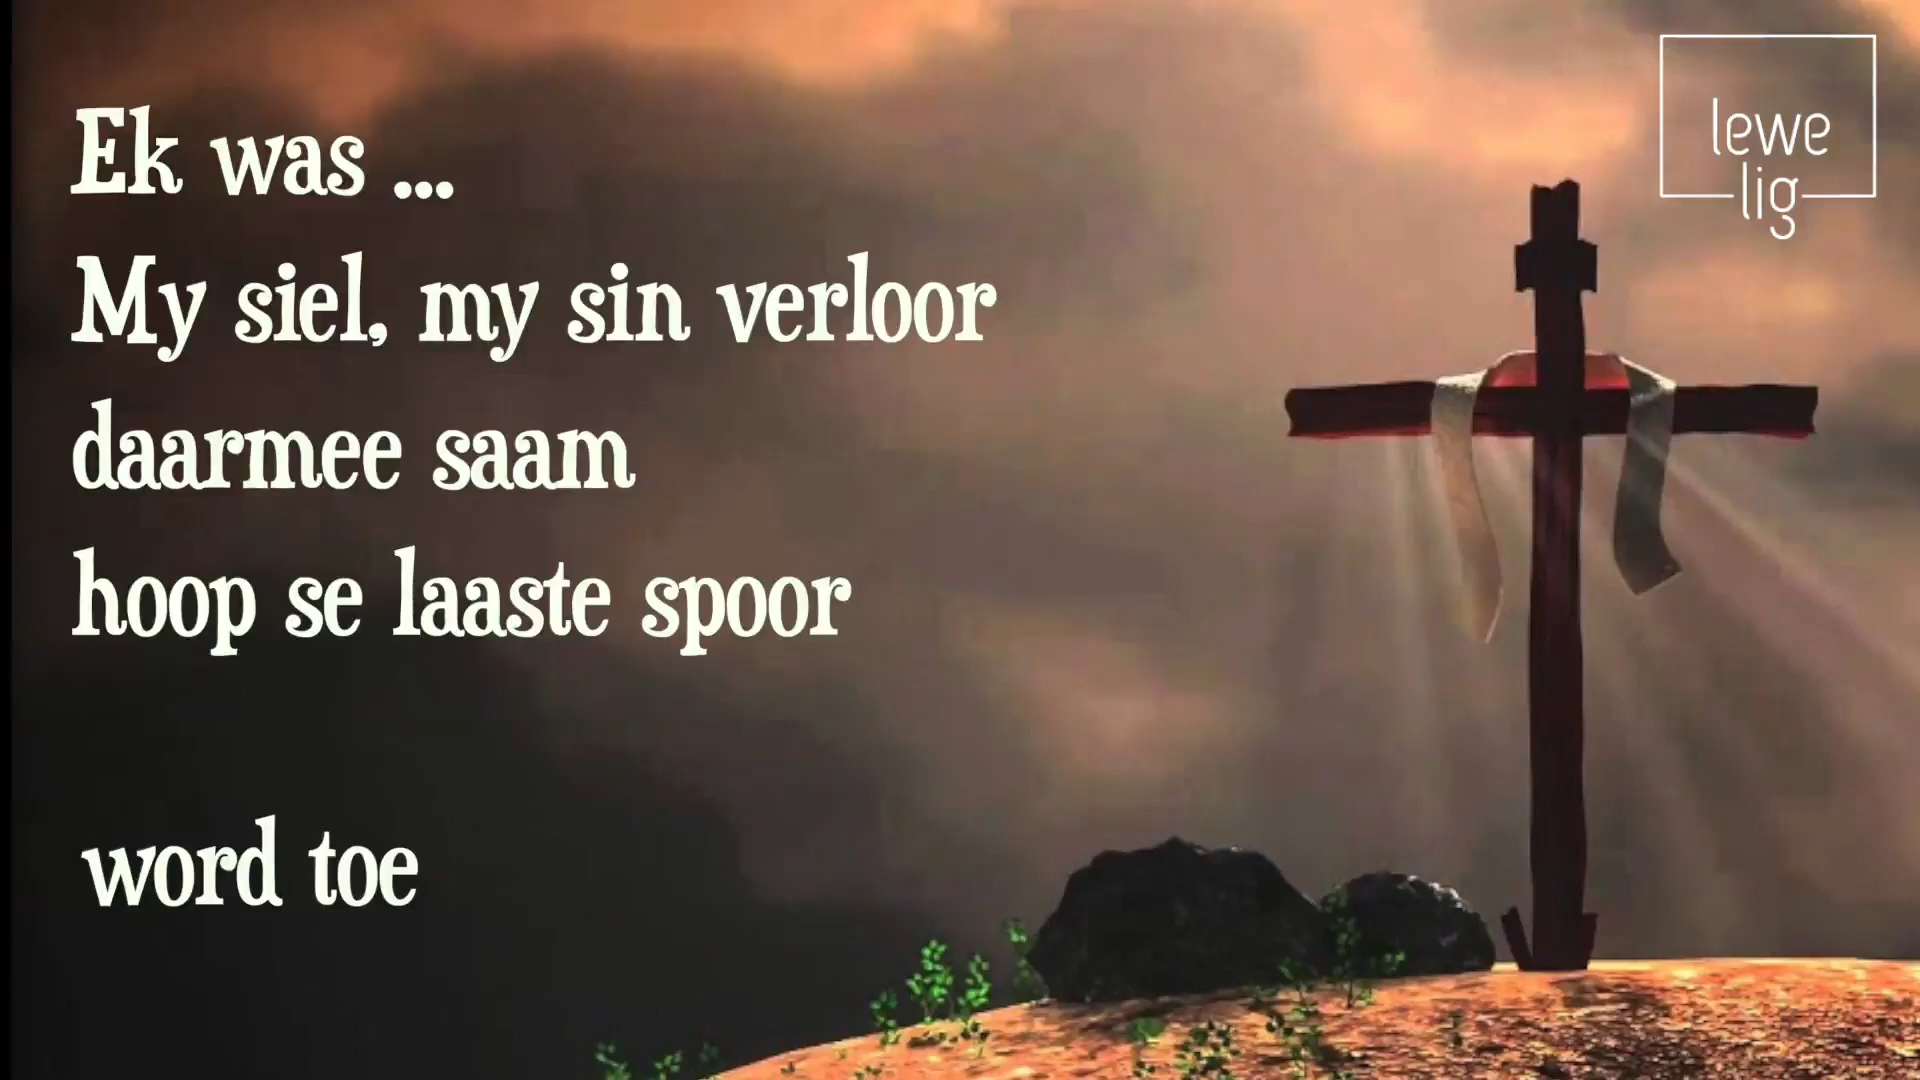 Ek was ...
My siel, my sin verloor
daarmee saam
hoop se laaste spoor
word toe
lewe
lig